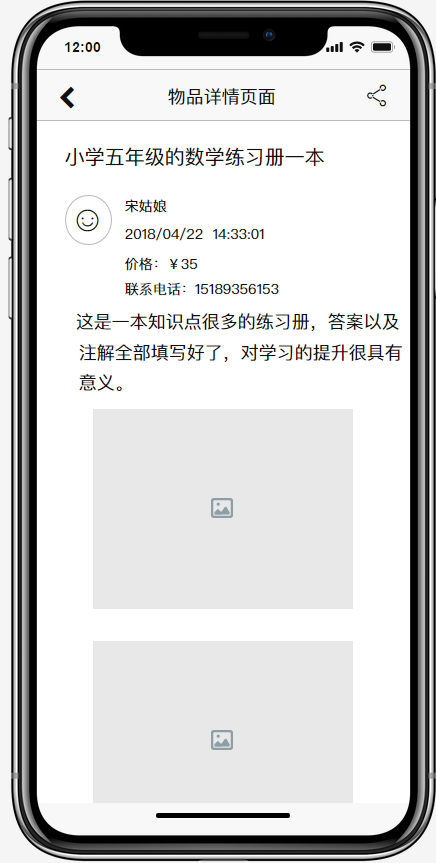 12:00
物品详情页面
小学五年级的数学练习册一本
宋姑娘
2018/04/22 14:33:01
价格：￥35
联系电话：15189356153
这是一本知识点很多的练习册，答案以及
注解全部填写好了，对学习的提升很具有
意义。